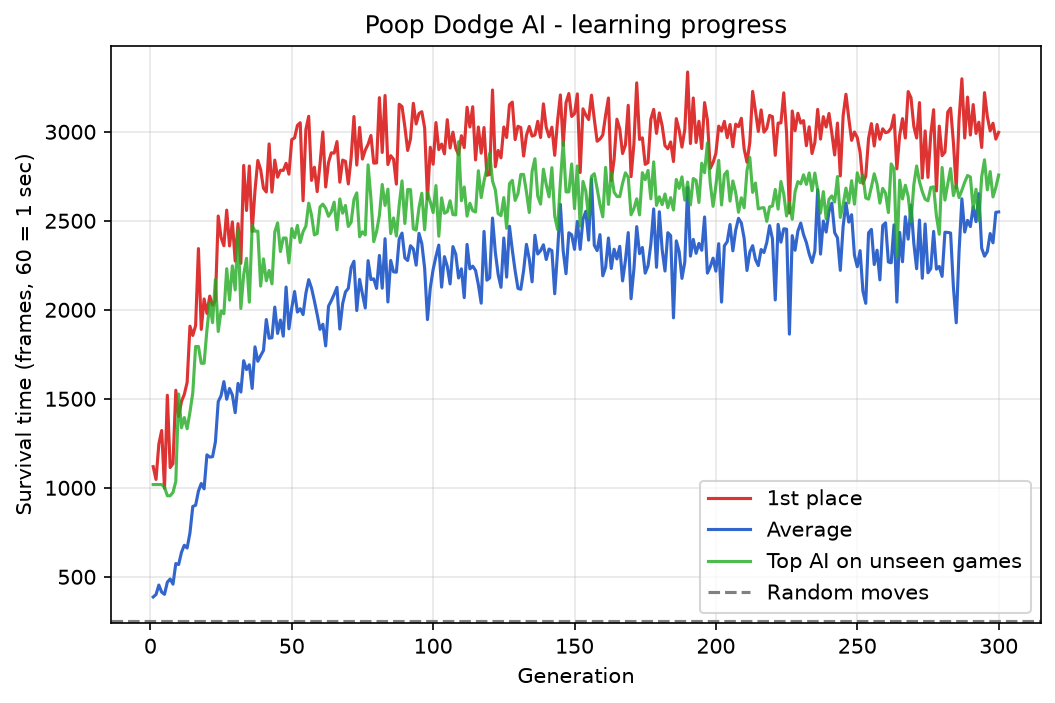 Poop Dodge AI - learning progress
Survival time (frames, 60 = 1 sec)
3000
2500
2000
1500
1000
500
1st place
Average
Top AI on unseen games
Random moves
0 50 100 150 200 250 300
Generation